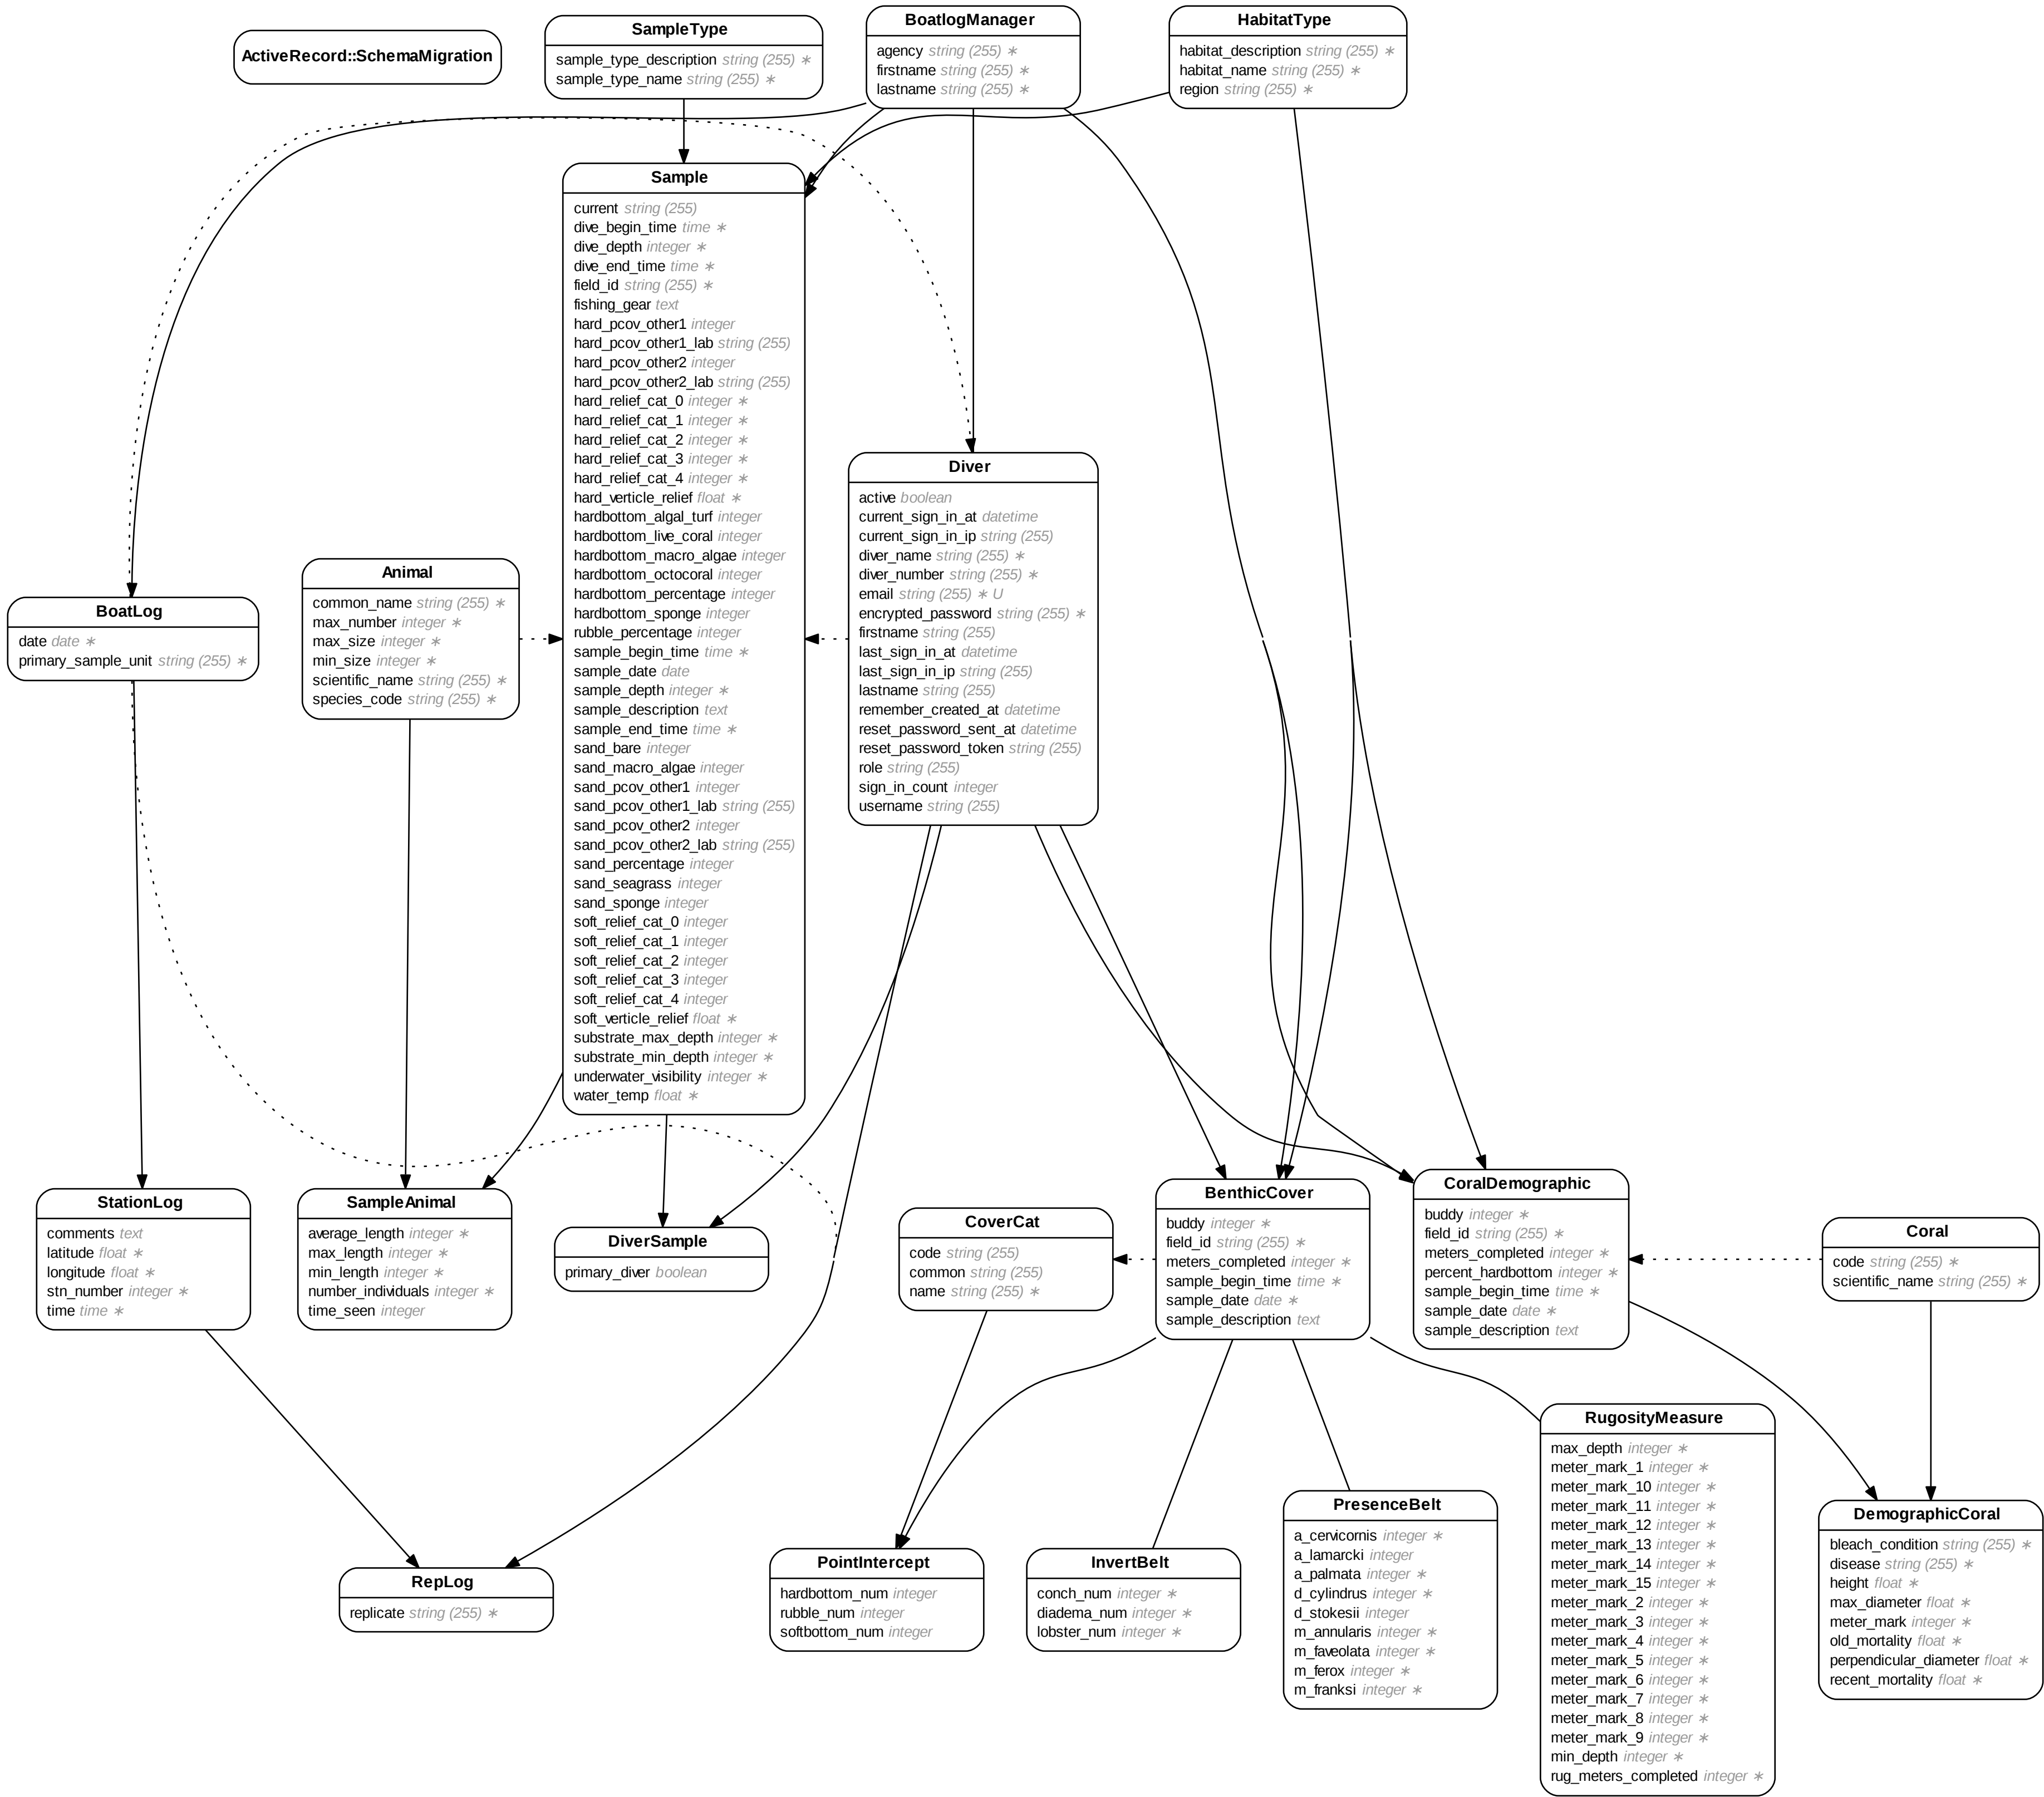 ActiveRecord::SchemaMigration
SampleType
sample_type_description string (255) ∗
sample_type_name string (255) ∗
BoatlogManager
agency string (255) ∗
firstname string (255) ∗
lastname string (255) ∗
HabitatType
habitat_description string (255) ∗
habitat_name string (255) ∗
region string (255) ∗
Sample
current string (255)
dive_begin_time time ∗
dive_depth integer ∗
dive_end_time time ∗
field_id string (255) ∗
fishing_gear text
hard_pcov_other1 integer
hard_pcov_other1_lab string (255)
hard_pcov_other2 integer
hard_pcov_other2_lab string (255)
hard_relief_cat_0 integer ∗
hard_relief_cat_1 integer ∗
hard_relief_cat_2 integer ∗
hard_relief_cat_3 integer ∗
hard_relief_cat_4 integer ∗
hard_verticle_relief float ∗
hardbottom_algal_turf integer
hardbottom_live_coral integer
hardbottom_macro_algae integer
hardbottom_octocoral integer
hardbottom_percentage integer
hardbottom_sponge integer
rubble_percentage integer
sample_begin_time time ∗
sample_date date
sample_depth integer ∗
sample_description text
sample_end_time time ∗
sand_bare integer
sand_macro_algae integer
sand_pcov_other1 integer
sand_pcov_other1_lab string (255)
sand_pcov_other2 integer
sand_pcov_other2_lab string (255)
sand_percentage integer
sand_seagrass integer
sand_sponge integer
soft_relief_cat_0 integer
soft_relief_cat_1 integer
soft_relief_cat_2 integer
soft_relief_cat_3 integer
soft_relief_cat_4 integer
soft_verticle_relief float ∗
substrate_max_depth integer ∗
substrate_min_depth integer ∗
underwater_visibility integer ∗
water_temp float ∗
Diver
active boolean
current_sign_in_at datetime
current_sign_in_ip string (255)
diver_name string (255) ∗
diver_number string (255) ∗
email string (255) ∗ U
encrypted_password string (255) ∗
firstname string (255)
last_sign_in_at datetime
last_sign_in_ip string (255)
lastname string (255)
remember_created_at datetime
reset_password_sent_at datetime
reset_password_token string (255)
role string (255)
sign_in_count integer
username string (255)
Animal
common_name string (255) ∗
max_number integer ∗
max_size integer ∗
min_size integer ∗
scientific_name string (255) ∗
species_code string (255) ∗
BoatLog
date date ∗
primary_sample_unit string (255) ∗
StationLog
comments text
latitude float ∗
longitude float ∗
stn_number integer ∗
time time ∗
SampleAnimal
average_length integer ∗
max_length integer ∗
min_length integer ∗
number_individuals integer ∗
time_seen integer
DiverSample
primary_diver boolean
CoverCat
code string (255)
common string (255)
name string (255) ∗
BenthicCover
buddy integer ∗
field_id string (255) ∗
meters_completed integer ∗
sample_begin_time time ∗
sample_date date ∗
sample_description text
CoralDemographic
buddy integer ∗
field_id string (255) ∗
meters_completed integer ∗
percent_hardbottom integer ∗
sample_begin_time time ∗
sample_date date ∗
sample_description text
Coral
code string (255) ∗
scientific_name string (255) ∗
RepLog
replicate string (255) ∗
PointIntercept
hardbottom_num integer
rubble_num integer
softbottom_num integer
InvertBelt
conch_num integer ∗
diadema_num integer ∗
lobster_num integer ∗
PresenceBelt
a_cervicornis integer ∗
a_lamarcki integer
a_palmata integer ∗
d_cylindrus integer ∗
d_stokesii integer
m_annularis integer ∗
m_faveolata integer ∗
m_ferox integer ∗
m_franksi integer ∗
RugosityMeasure
max_depth integer ∗
meter_mark_1 integer ∗
meter_mark_10 integer ∗
meter_mark_11 integer ∗
meter_mark_12 integer ∗
meter_mark_13 integer ∗
meter_mark_14 integer ∗
meter_mark_15 integer ∗
meter_mark_2 integer ∗
meter_mark_3 integer ∗
meter_mark_4 integer ∗
meter_mark_5 integer ∗
meter_mark_6 integer ∗
meter_mark_7 integer ∗
meter_mark_8 integer ∗
meter_mark_9 integer ∗
min_depth integer ∗
rug_meters_completed integer ∗
DemographicCoral
bleach_condition string (255) ∗
disease string (255) ∗
height float ∗
max_diameter float ∗
meter_mark integer ∗
old_mortality float ∗
perpendicular_diameter float ∗
recent_mortality float ∗